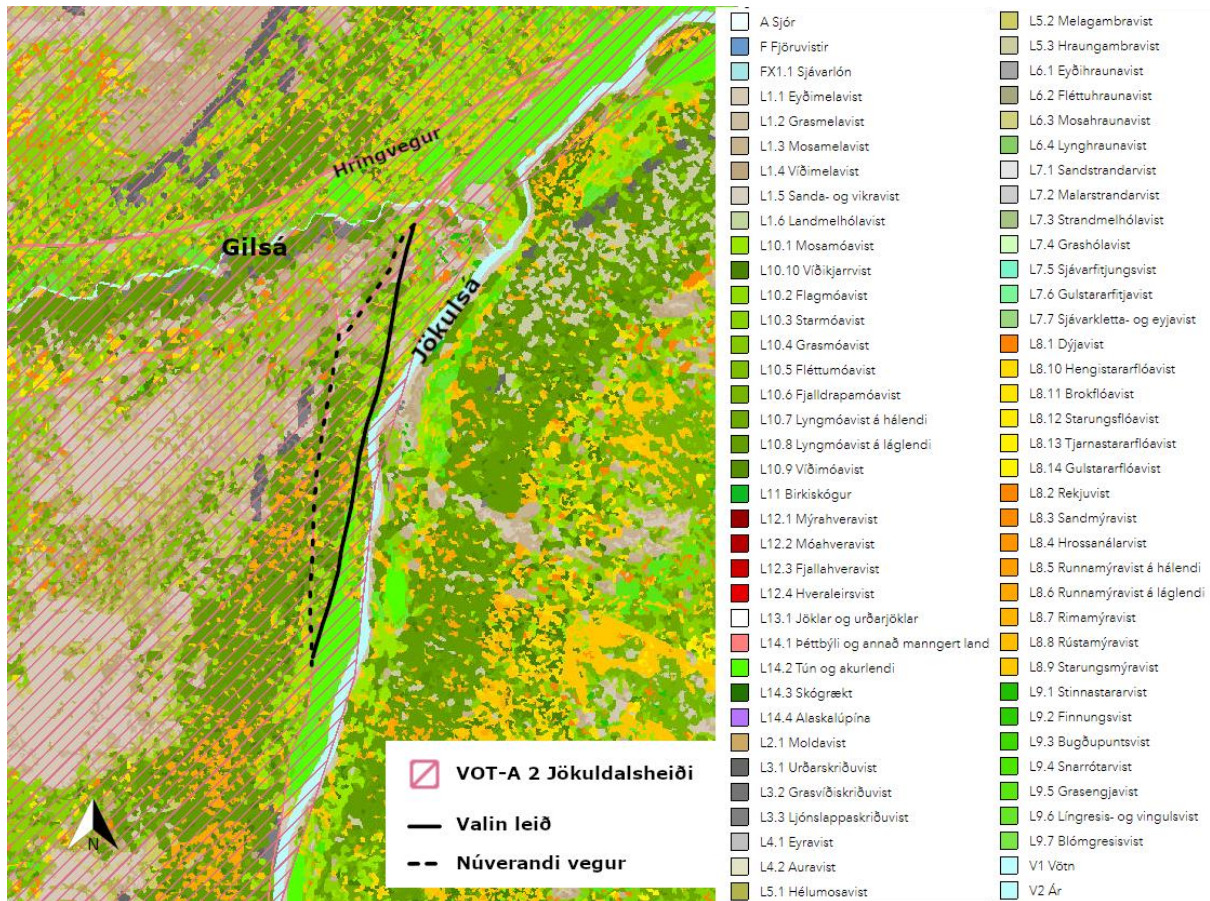 Hringvegur
Gilsá
Jökulsá
VOT-A 2 Jökuldalsheiði
Valin leið
Núverandi vegur
N
A Sjór
F Fjöruvistir
FX1.1 Sjávarlón
L1.1 Eyðimelavist
L1.2 Grasmelavist
L1.3 Mosamelavist
L1.4 Víðimelavist
L1.5 Sanda- og vikravist
L1.6 Landmelhólavist
L10.1 Mosamóavist
L10.10 Víðikjarrvist
L10.2 Flagmóavist
L10.3 Starmóavist
L10.4 Grasmóavist
L10.5 Fléttumóavist
L10.6 Fjalldrapamóavist
L10.7 Lyngmóavist á hálendi
L10.8 Lyngmóavist á láglendi
L10.9 Víðimóavist
L11 Birkiskógur
L12.1 Mýrahveravist
L12.2 Móahveravist
L12.3 Fjallahveravist
L12.4 Hveraleirsvist
L13.1 Jöklar og urðarjöklar
L14.1 Þéttbýli og annað manngert land
L14.2 Tún og akurlendi
L14.3 Skógrækt
L14.4 Alaskalúpína
L2.1 Moldavist
L3.1 Urðarskriðuvist
L3.2 Grasvíðiskriðuvist
L3.3 Ljónslappaskriðuvist
L4.1 Eyravist
L4.2 Auravist
L5.1 Hélumosavist
L5.2 Melagambravist
L5.3 Hraungambravist
L6.1 Eyðihraunavist
L6.2 Fléttuhraunavist
L6.3 Mosahraunavist
L6.4 Lynghraunavist
L7.1 Sandstrandarvist
L7.2 Malarstrandarvist
L7.3 Strandmelhólavist
L7.4 Grashólavist
L7.5 Sjávarfitjungsvist
L7.6 Gulstararfitjavist
L7.7 Sjávarkletta- og eyjavist
L8.1 Dýjavist
L8.10 Hengistararflóavist
L8.11 Brokflóavist
L8.12 Starungsflóavist
L8.13 Tjarnastararflóavist
L8.14 Gulstararflóavist
L8.2 Rekjuvist
L8.3 Sandmýravist
L8.4 Hrossanálarvist
L8.5 Runnamýravist á hálendi
L8.6 Runnamýravist á láglendi
L8.7 Rimamýravist
L8.8 Rústamýravist
L8.9 Starungsmýravist
L9.1 Stinnastararvist
L9.2 Finnungsvist
L9.3 Bugðupuntsvist
L9.4 Snarrótarvist
L9.5 Grasengjavist
L9.6 Língresis- og vingulsvist
L9.7 Blómgresisvist
V1 Vötn
V2 Ár